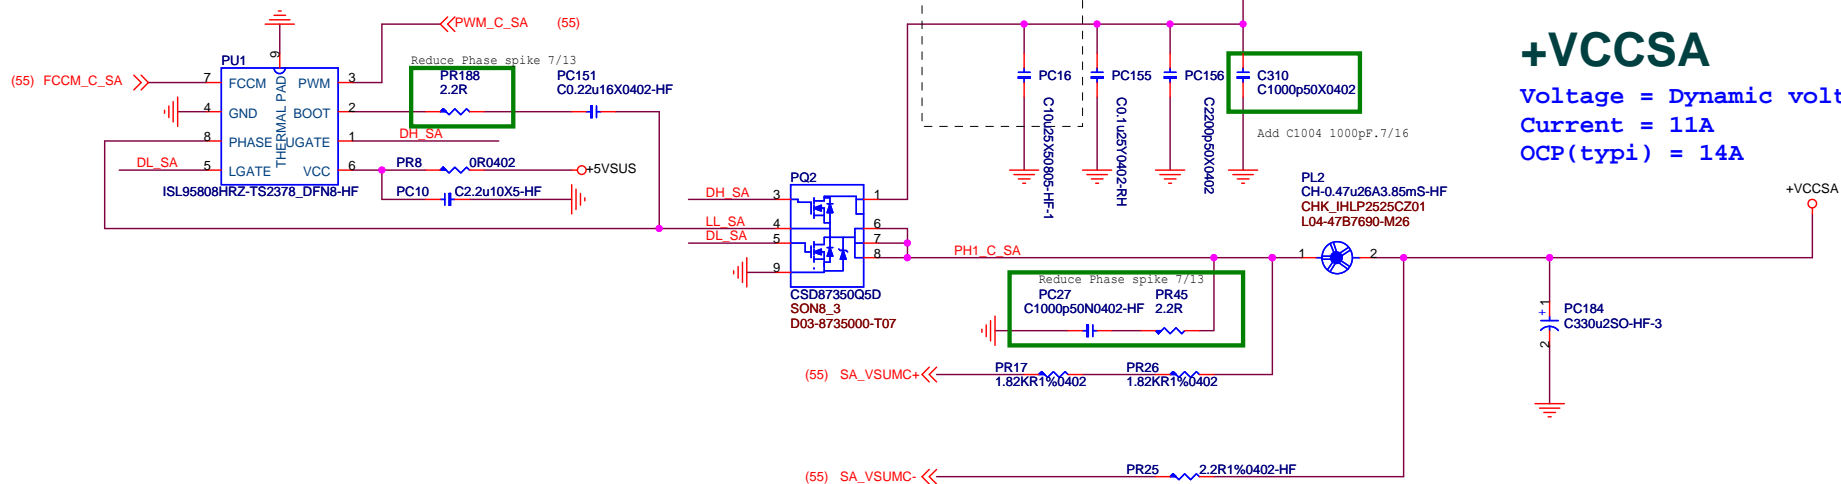 PWM_C_SA (55)
+VCCSA
Voltage = Dynamic volt
Current = 11A
OCP(typi) = 14A
Reduce Phase spike 7/13
PU1
9
(55) FCCM_C_SA
7 FCCM PWM 3
4 GND BOOT 2
8 PHASE UGATE 1
5 LGATE VCC 6
THERMAL PAD
ISL95808HRZ-TS2378_DFN8-HF
PR188
2.2R
PC151
C0.22u16X0402-HF
DH_SA
DL_SA
PR8 0R0402
+5VSUS
PC10 C2.2u10X5-HF
PC16
C10u25X50805-HF-1
PC155
C0.1u25Y0402-RH
PC156
C2200p50X0402
C310
C1000p50X0402
Add C1004 1000pF.7/16
PQ2
DH_SA 3 1
LL_SA 4 6
DL_SA 5 7
8
9
CSD87350Q5D
SON8_3
D03-8735000-T07
PH1_C_SA
PL2
CH-0.47u26A3.85mS-HF
CHK_IHLP2525CZ01
L04-47B7690-M26
1 2
+VCCSA
Reduce Phase spike 7/13
PC27
C1000p50N0402-HF
PR45
2.2R
1
+
PC184
C330u2SO-HF-3
2
(55) SA_VSUMC+
PR17
1.82KR1%0402
PR26
1.82KR1%0402
(55) SA_VSUMC-
PR25 2.2R1%0402-HF